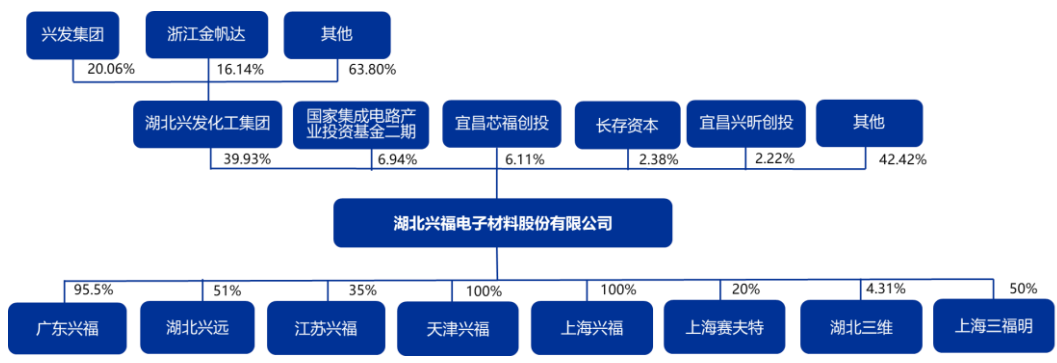 兴发集团
浙江金帆达
其他
20.06%
16.14%
63.80%
湖北兴发化工集团
国家集成电路产
业投资基金二期
宜昌芯福创投
长存资本
宜昌兴昕创投
其他
39.93%
6.94%
6.11%
2.38%
2.22%
42.42%
湖北兴福电子材料股份有限公司
95.5%
51%
35%
100%
100%
20%
4.31%
50%
广东兴福
湖北兴远
江苏兴福
天津兴福
上海兴福
上海赛夫特
湖北三维
上海三福明